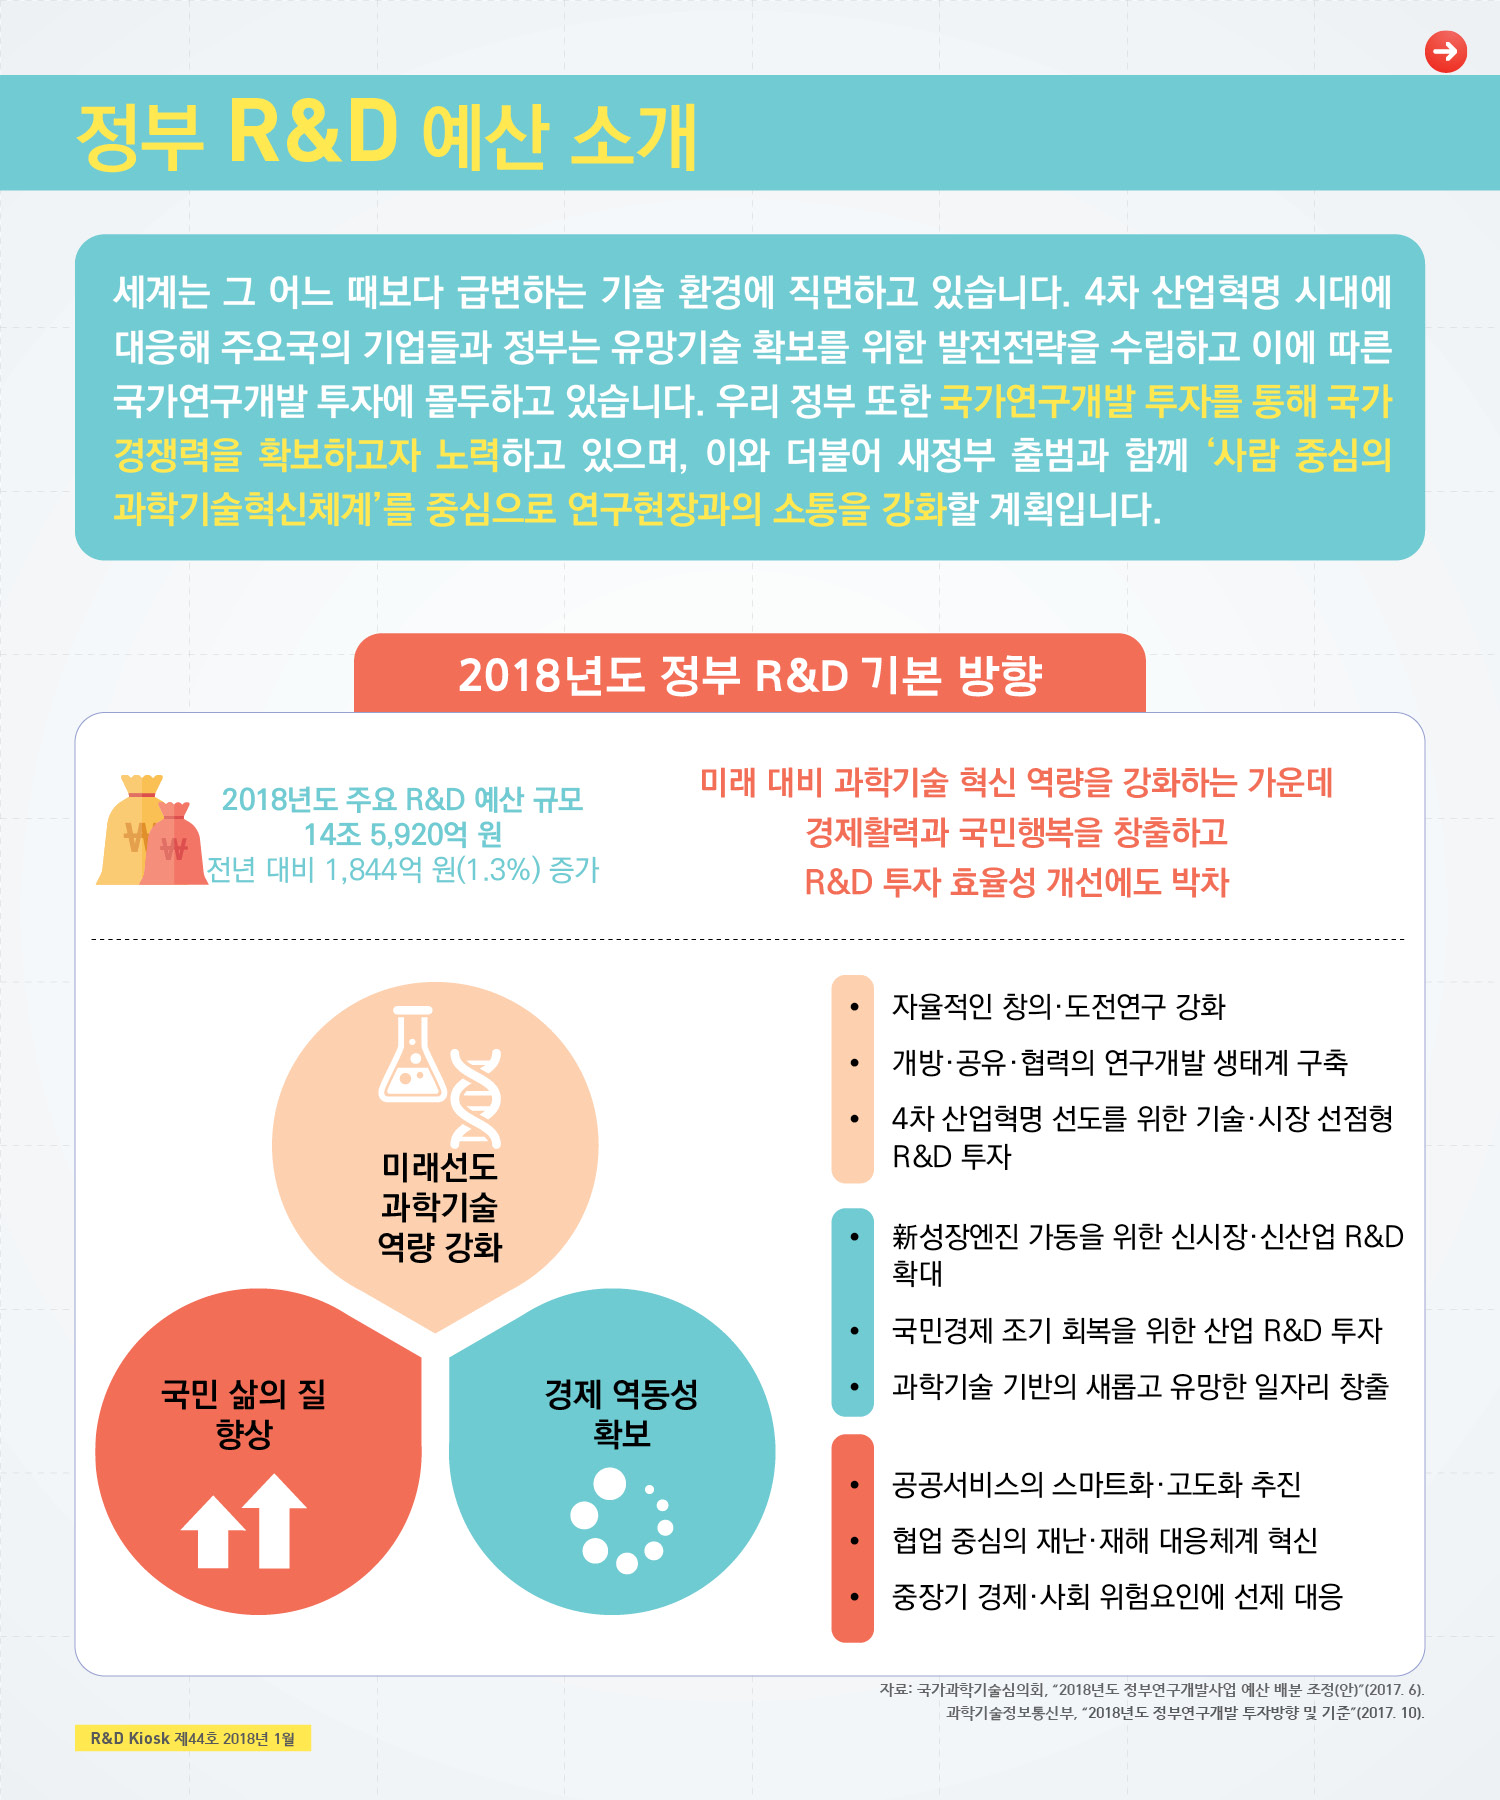 정부 R&D 예산 소개
세계는 그 어느 때보다 급변하는 기술 환경에 직면하고 있습니다. 4차 산업혁명 시대에
대응해 주요국의 기업들과 정부는 유망기술 확보를 위한 발전전략을 수립하고 이에 따른
국가연구개발 투자에 몰두하고 있습니다. 우리 정부 또한 국가연구개발 투자를 통해 국가
경쟁력을 확보하고자 노력하고 있으며, 이와 더불어 새정부 출범과 함께 ‘사람 중심의
과학기술혁신체계’를 중심으로 연구현장과의 소통을 강화할 계획입니다.
2018년도 정부 R&D 기본 방향
2018년도 주요 R&D 예산 규모
14조 5,920억 원
전년 대비 1,844억 원(1.3%) 증가
미래 대비 과학기술 혁신 역량을 강화하는 가운데
경제활력과 국민행복을 창출하고
R&D 투자 효율성 개선에도 박차
미래선도
과학기술
역량 강화
국민 삶의 질
향상
경제 역동성
확보
• 자율적인 창의·도전연구 강화
• 개방·공유·협력의 연구개발 생태계 구축
• 4차 산업혁명 선도를 위한 기술·시장 선점형
R&D 투자
• 新성장엔진 가동을 위한 신시장·신산업 R&D
확대
• 국민경제 조기 회복을 위한 산업 R&D 투자
• 과학기술 기반의 새롭고 유망한 일자리 창출
• 공공서비스의 스마트화·고도화 추진
• 협업 중심의 재난·재해 대응체계 혁신
• 중장기 경제·사회 위험요인에 선제 대응
자료: 국가과학기술심의회, “2018년도 정부연구개발사업 예산 배분 조정(안)”(2017. 6).
과학기술정보통신부, “2018년도 정부연구개발 투자방향 및 기준”(2017. 10).
R&D Kiosk 제44호 2018년 1월